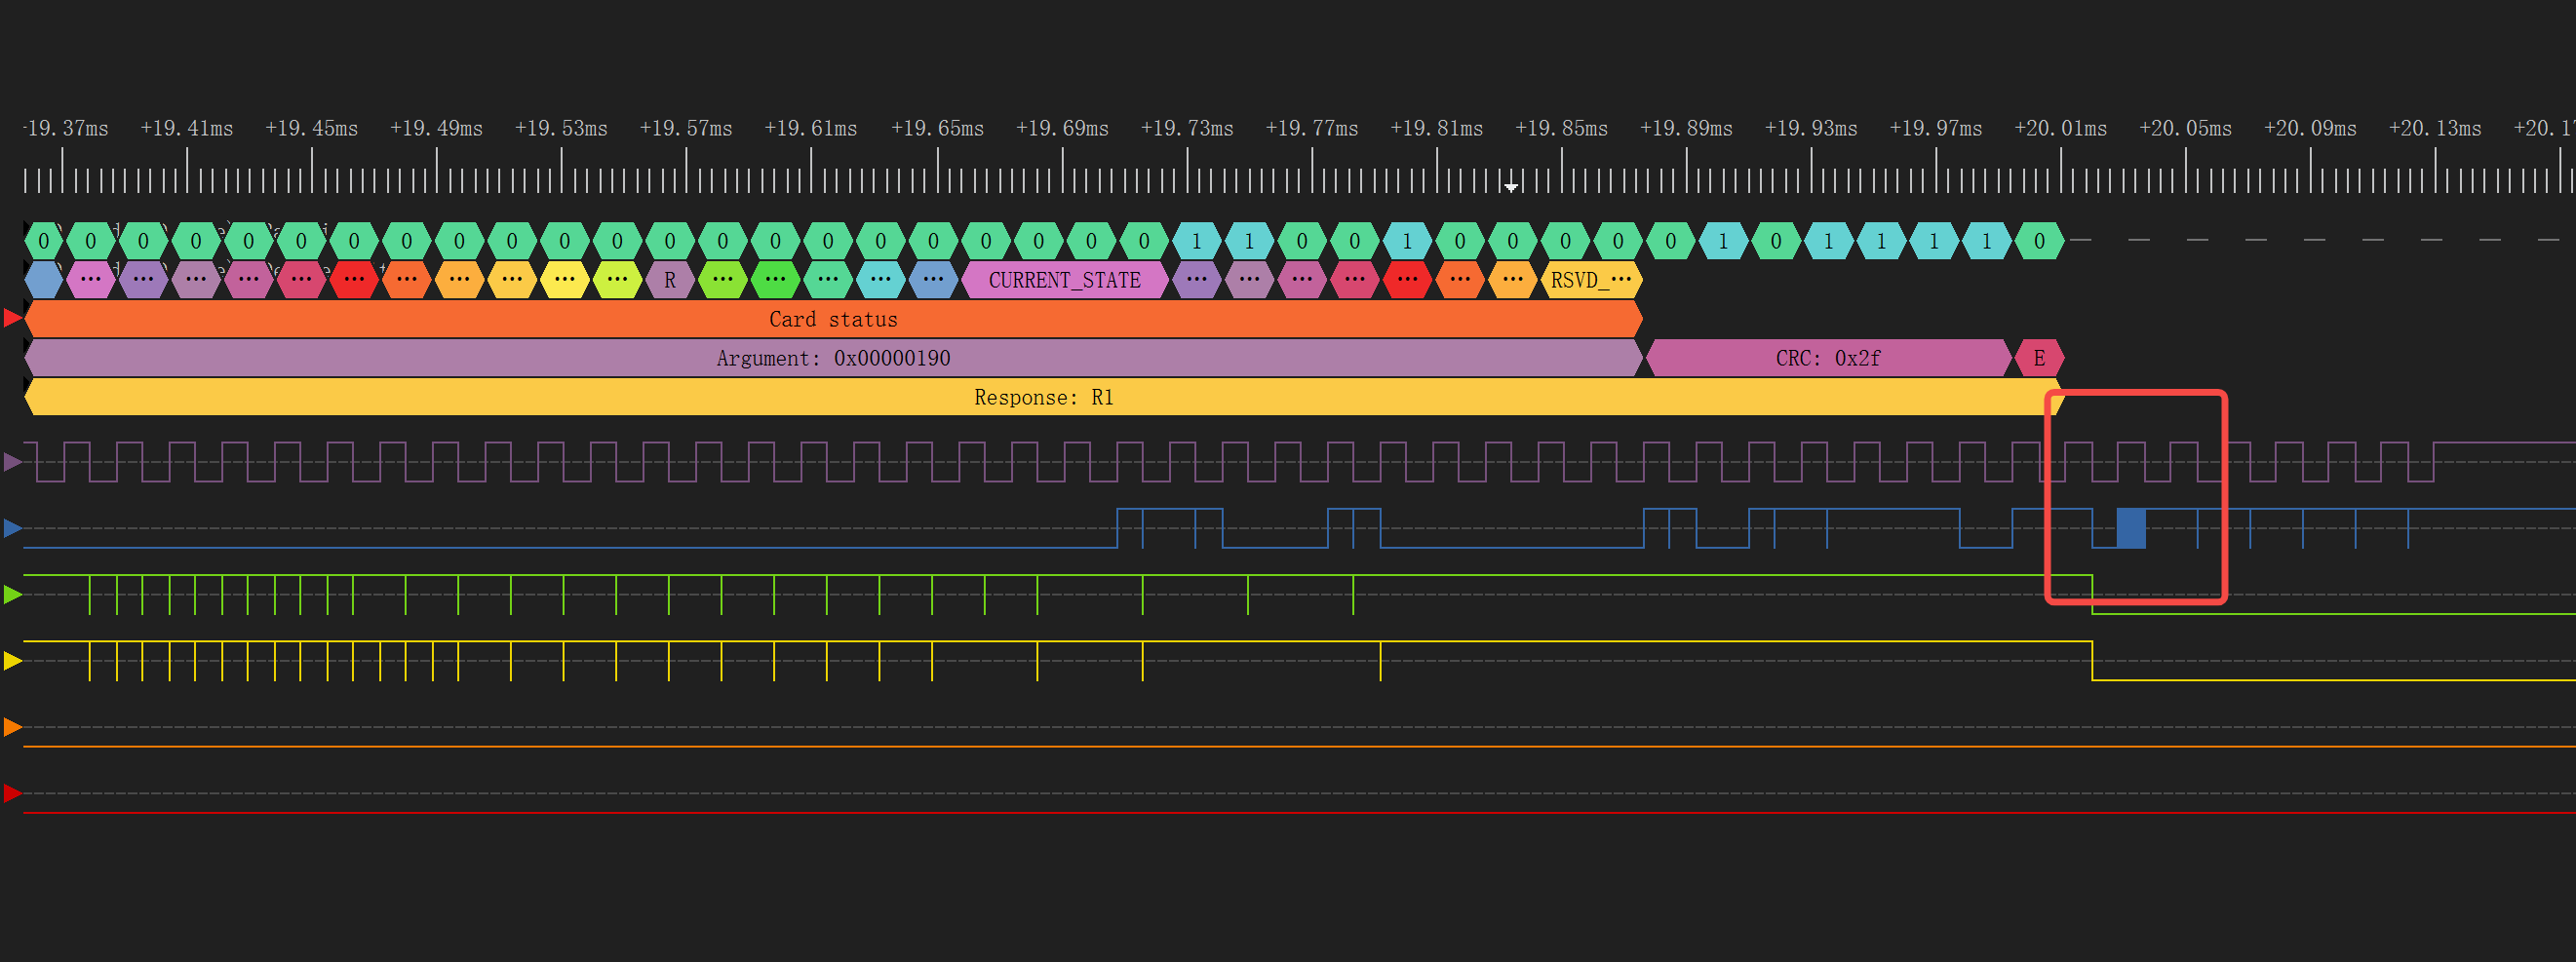 -19.37ms +19.41ms +19.45ms +19.49ms +19.53ms +19.57ms +19.61ms +19.65ms +19.69ms +19.73ms +19.77ms +19.81ms +19.85ms +19.89ms +19.93ms +19.97ms +20.01ms +20.05ms +20.09ms +20.13ms +20.17
0 0 0 0 0 0 0 0 0 0 0 0 0 0 0 0 0 0 0 0 0 0 1 1 0 0 1 0 0 0 0 0 1 0 1 1 1 1 0
... ... ... ... ... ... ... ... ... ... ... R ... ... ... ... ... CURRENT_STATE ... ... ... ... ... ... ... RSVD_...
Card status
Argument: 0x00000190 CRC: 0x2f E
Response: R1